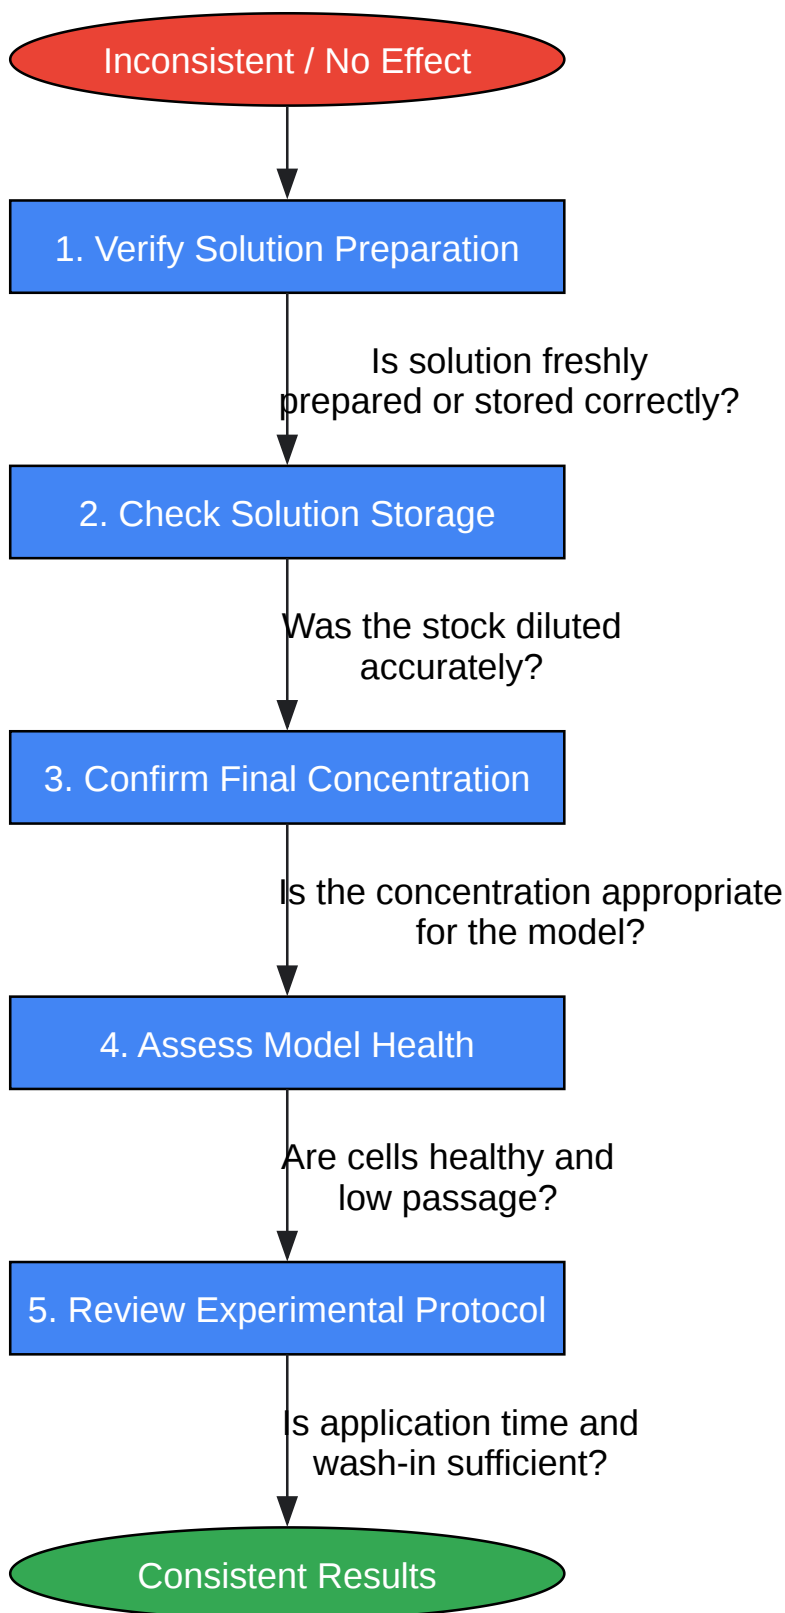 Inconsistent / No Effect
1. Verify Solution Preparation
Is solution freshly
prepared or stored correctly?
2. Check Solution Storage
Was the stock diluted
accurately?
3. Confirm Final Concentration
Is the concentration appropriate
for the model?
4. Assess Model Health
Are cells healthy and
low passage?
5. Review Experimental Protocol
Is application time and
wash-in sufficient?
Consistent Results